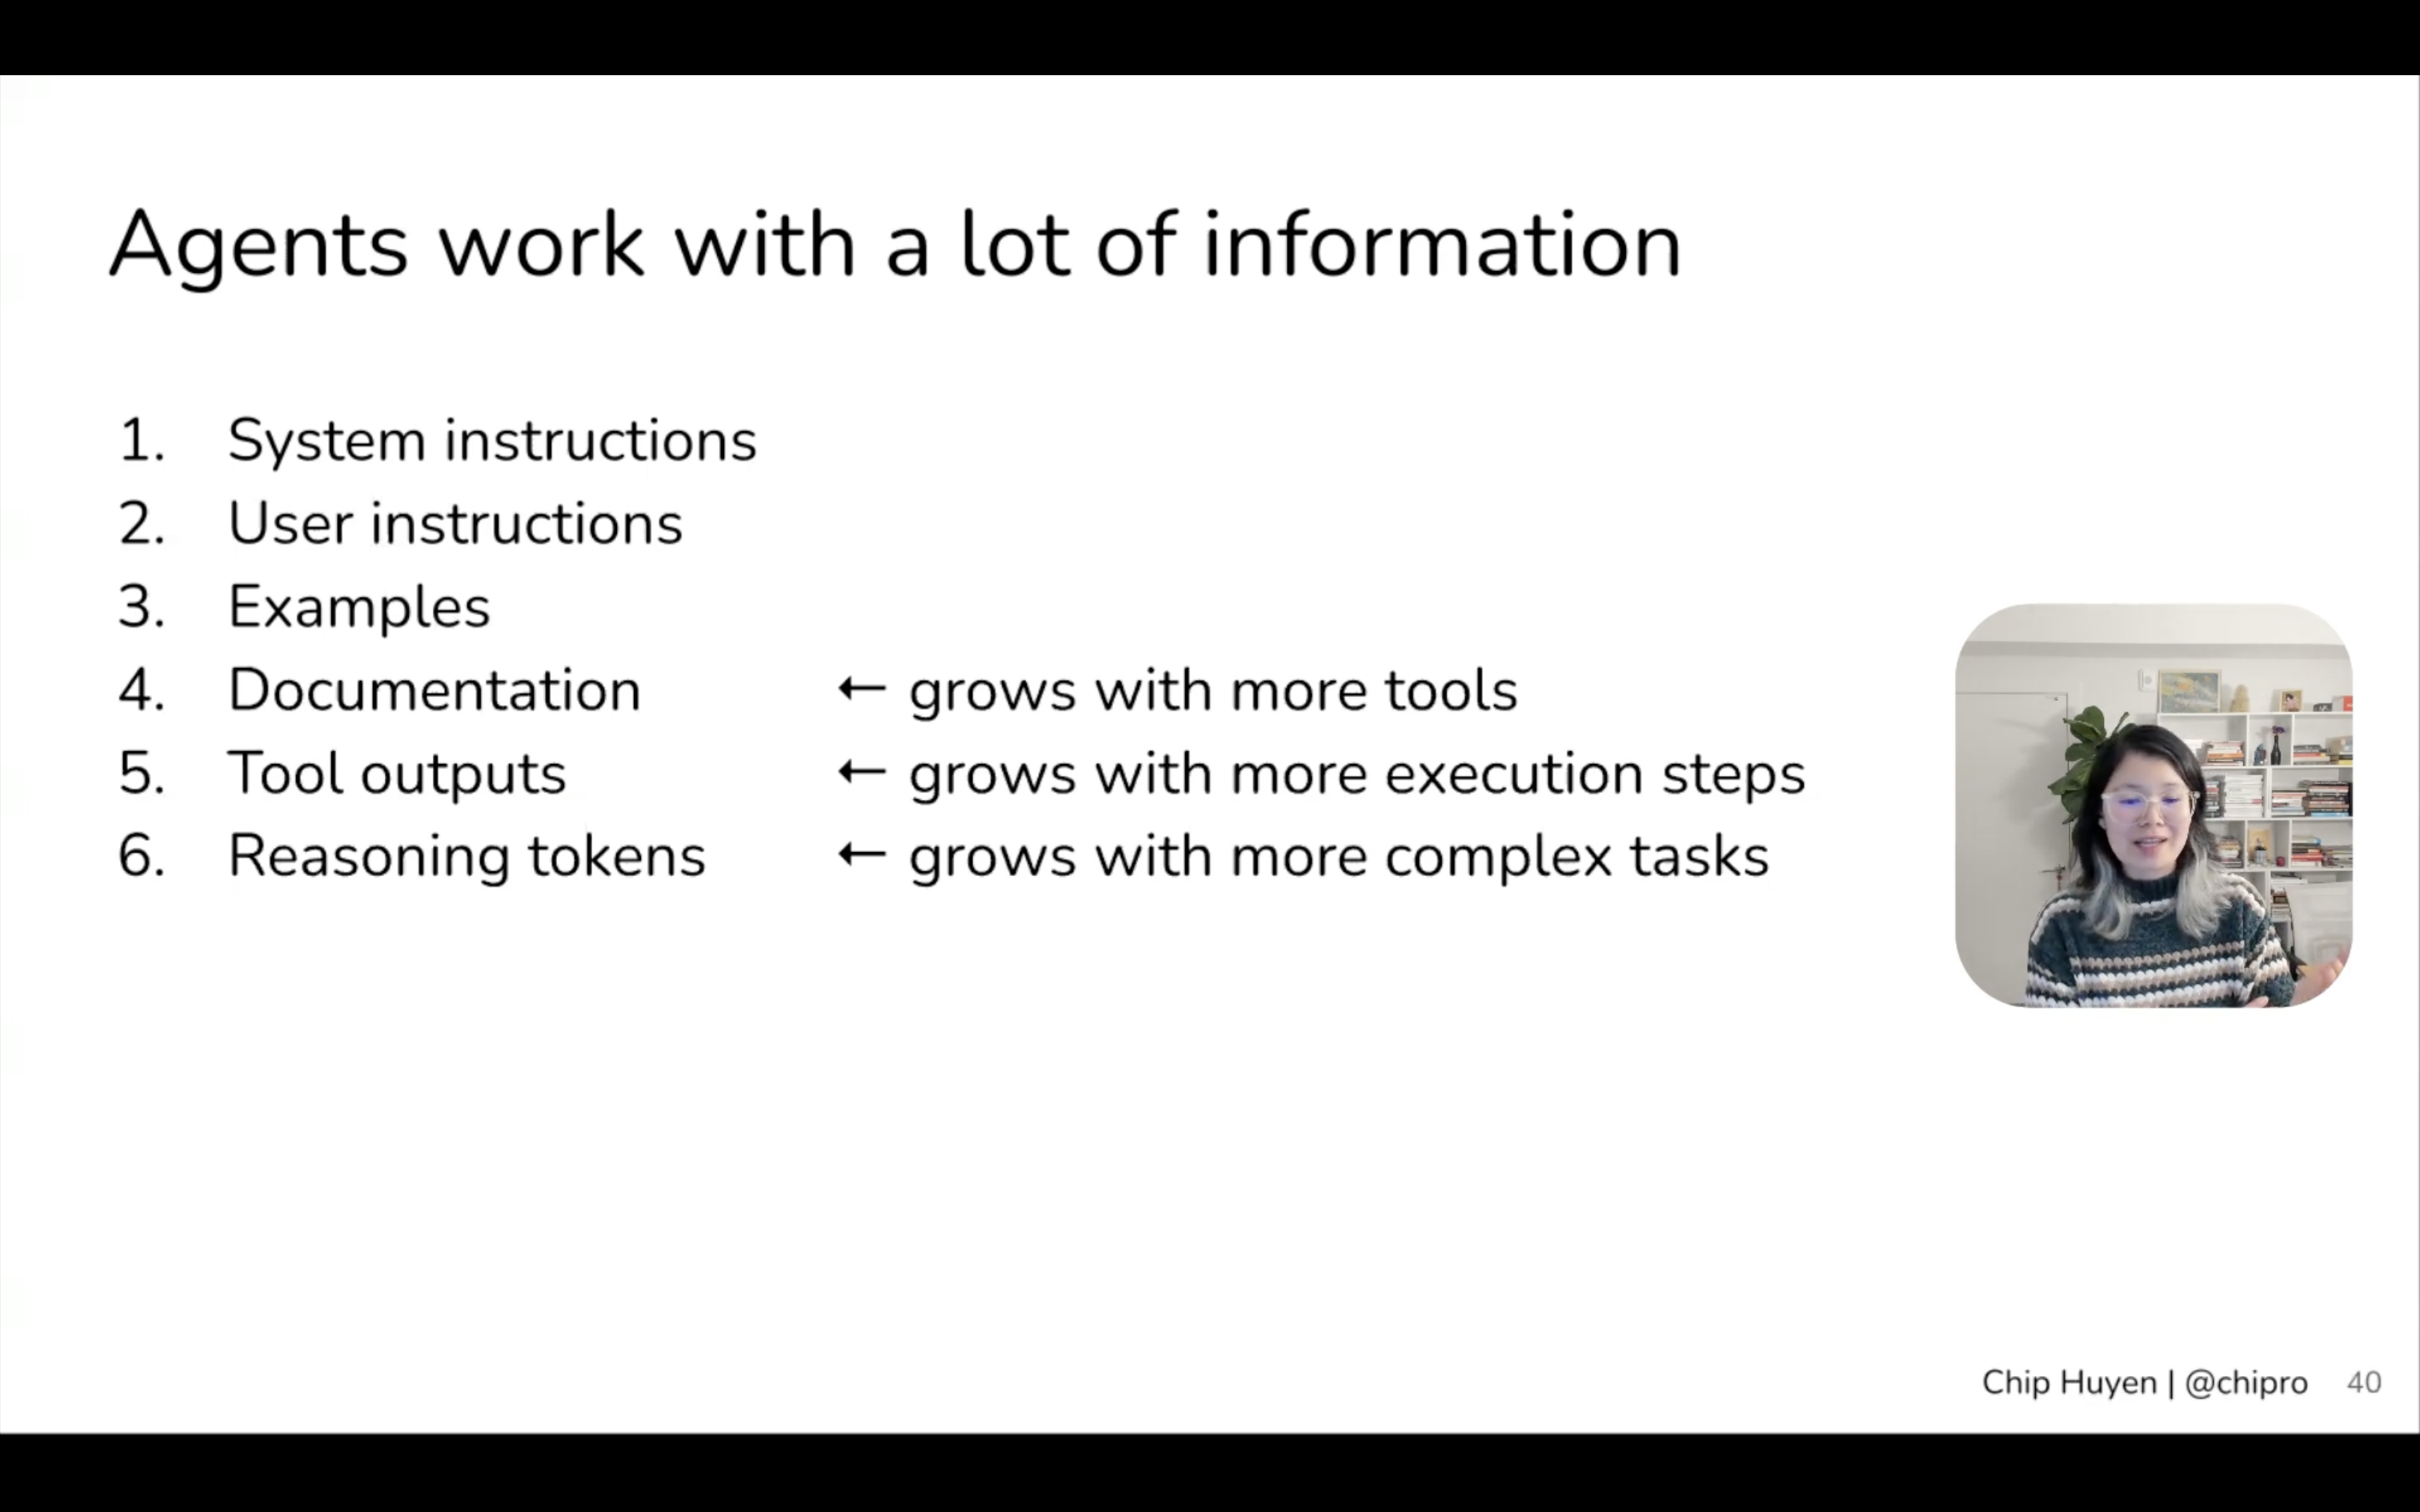 Agents work with a lot of information
1. System instructions
2. User instructions
3. Examples
4. Documentation ← grows with more tools
5. Tool outputs ← grows with more execution steps
6. Reasoning tokens ← grows with more complex tasks
Chip Huyen | @chipro 40